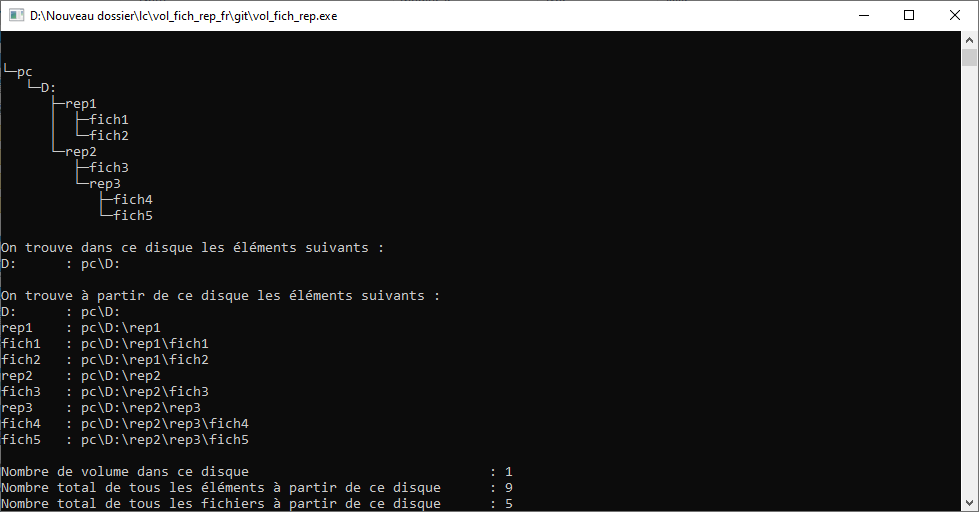 D:\Nouveau dossier\lc\vol_fich_rep_fr\git\vol_fich_rep.exe
└─pc
   └─D:
      ├─rep1
      │  ├─fich1
      │  └─fich2
      └─rep2
         ├─fich3
         └─rep3
            ├─fich4
            └─fich5
On trouve dans ce disque les éléments suivants :
D:      : pc\D:
On trouve à partir de ce disque les éléments suivants :
D:      : pc\D:
rep1    : pc\D:\rep1
fich1   : pc\D:\rep1\fich1
fich2   : pc\D:\rep1\fich2
rep2    : pc\D:\rep2
fich3   : pc\D:\rep2\fich3
rep3    : pc\D:\rep2\rep3
fich4   : pc\D:\rep2\rep3\fich4
fich5   : pc\D:\rep2\rep3\fich5
Nombre de volume dans ce disque                              : 1
Nombre total de tous les éléments à partir de ce disque      : 9
Nombre total de tous les fichiers à partir de ce disque      : 5